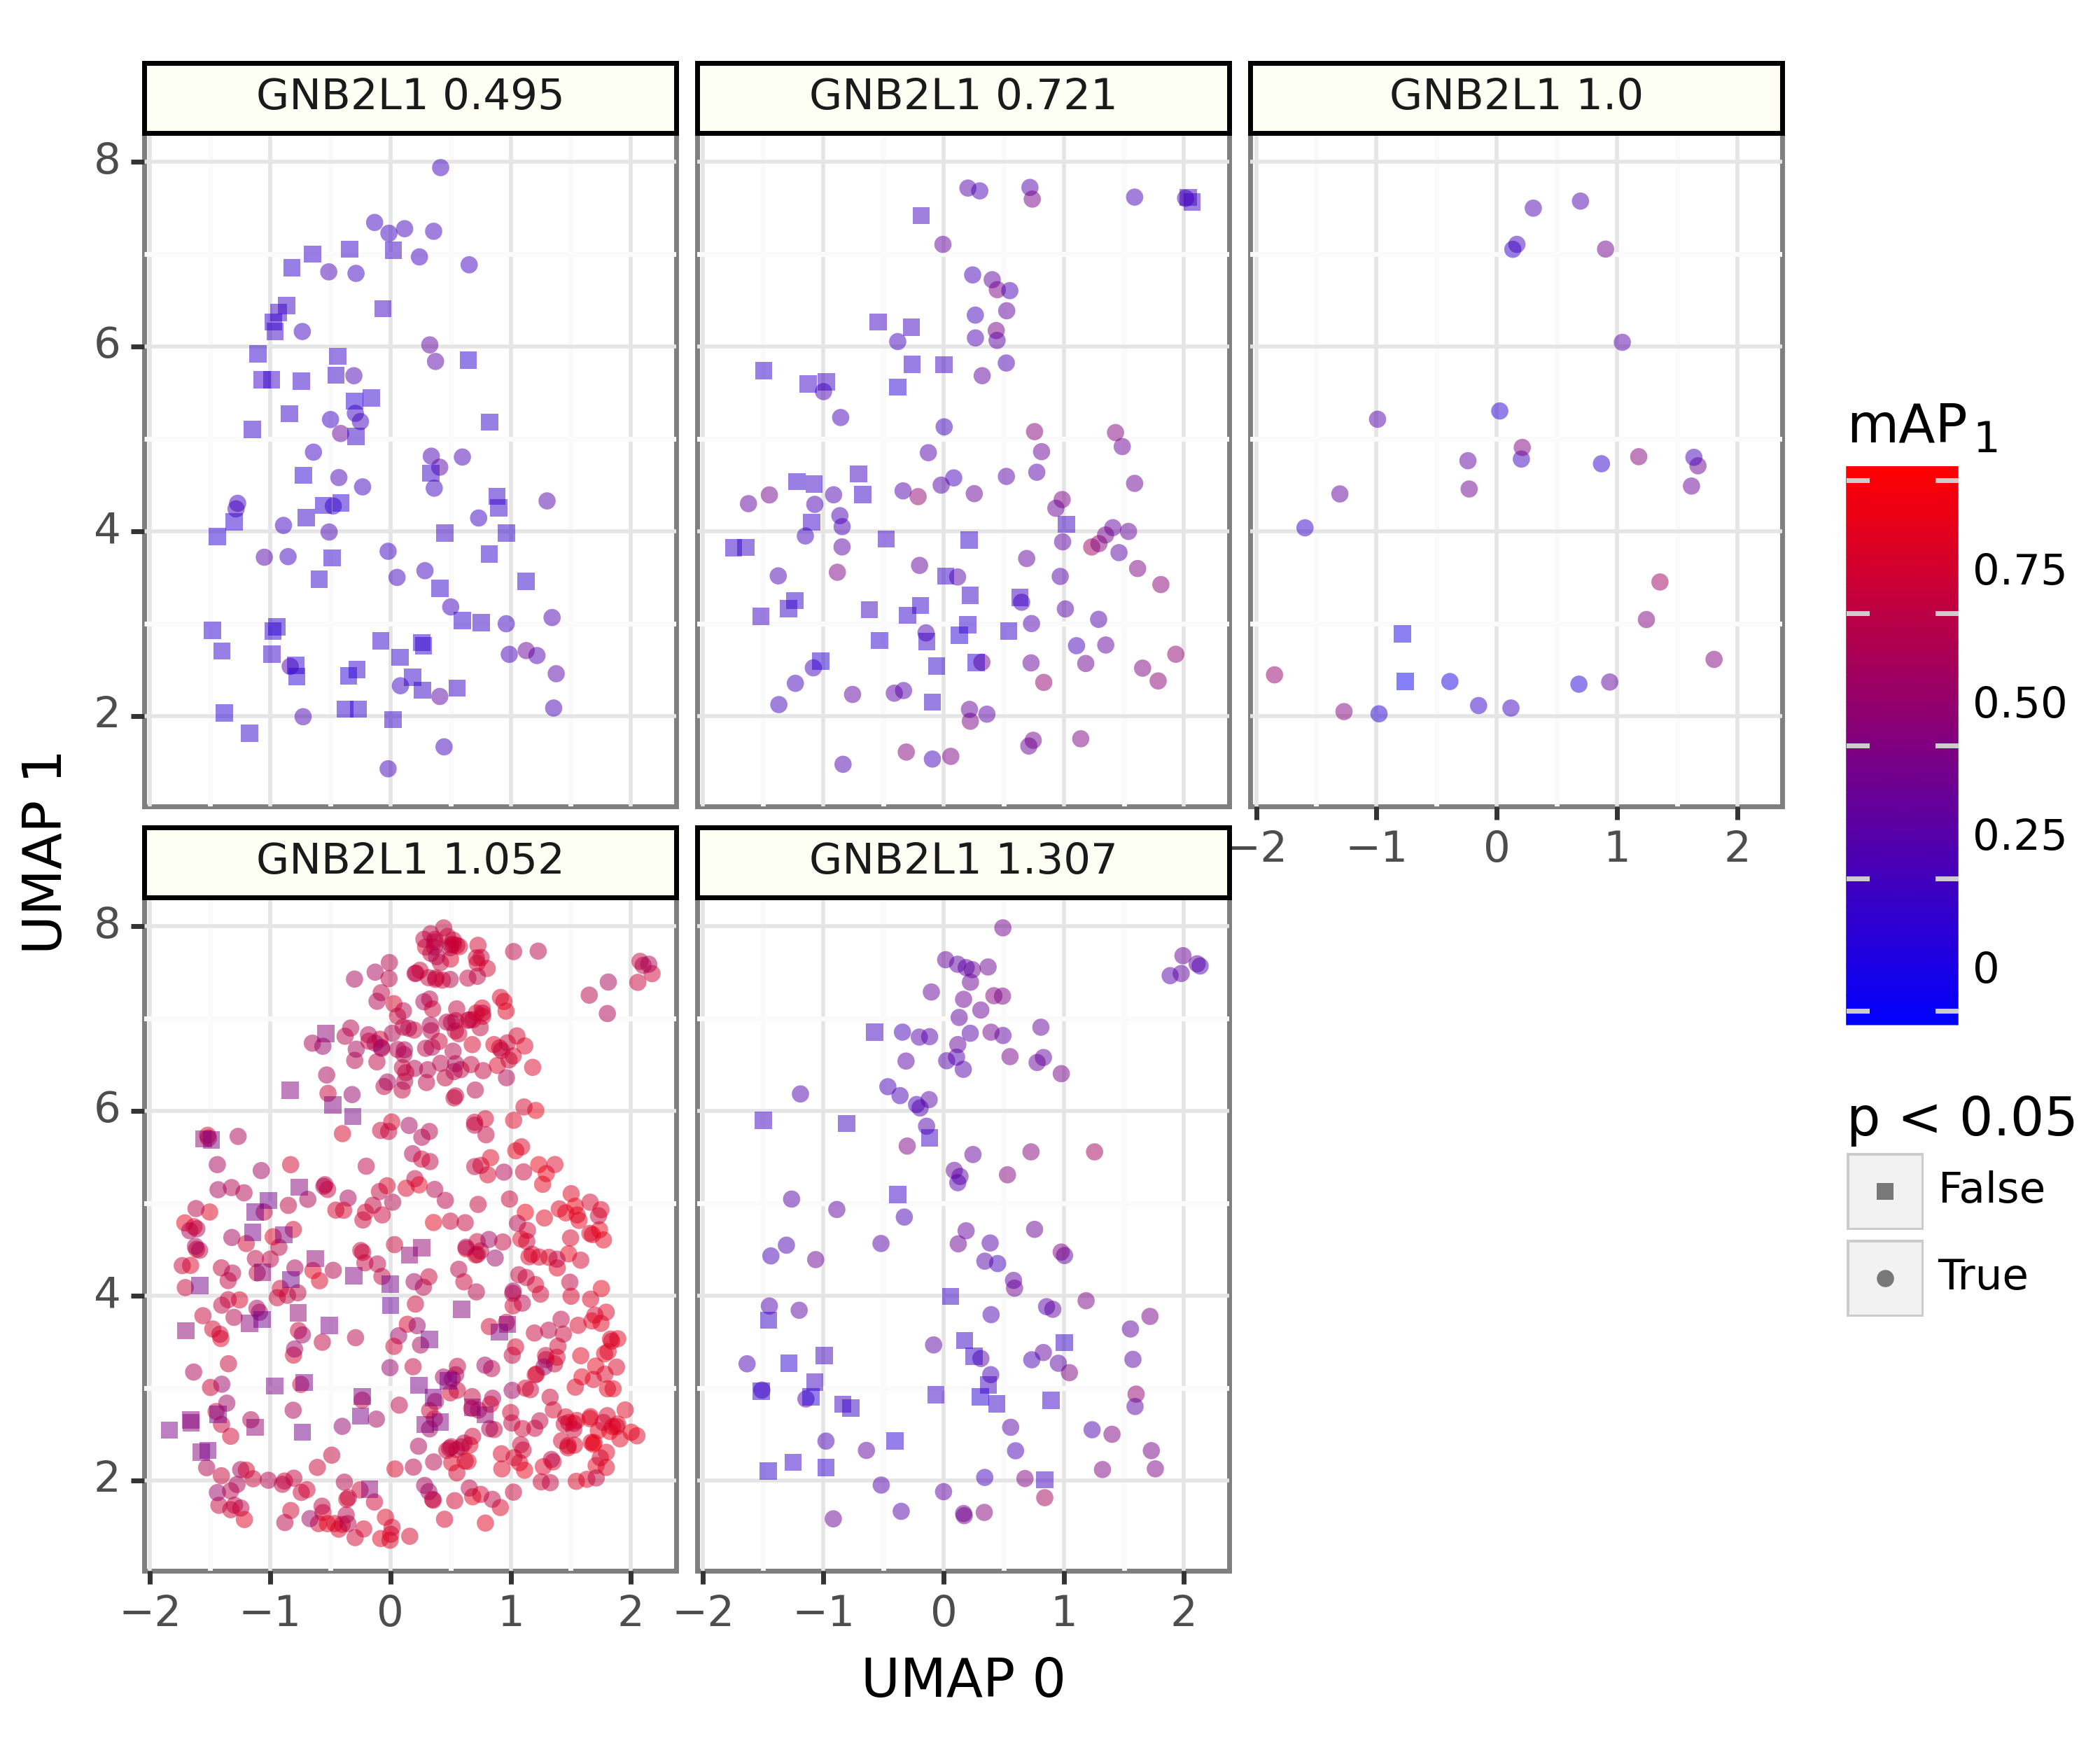 GNB2L1 0.495
GNB2L1 0.721
GNB2L1 1.0
8
6
4
2
−2 −1 0 1 2
GNB2L1 1.052
GNB2L1 1.307
8
6
4
2
−2 −1 0 1 2
−2 −1 0 1 2
UMAP 1
UMAP 0
mAP 1
0.75
0.50
0.25
0
p < 0.05
False
True